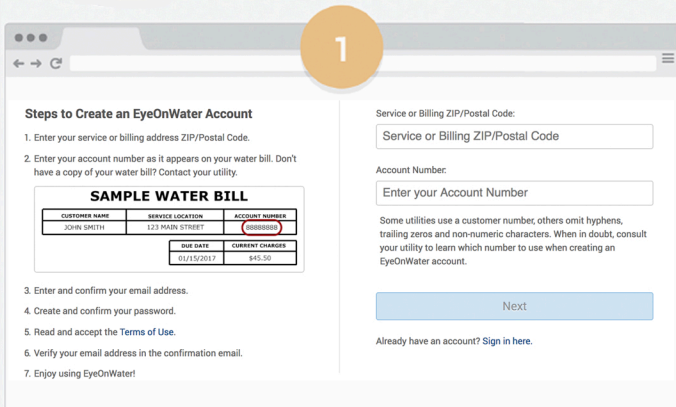 1
Steps to Create an EyeOnWater Account
1. Enter your service or billing address ZIP/Postal Code.
2. Enter your account number as it appears on your water bill. Don't
have a copy of your water bill? Contact your utility.
SAMPLE WATER BILL
CUSTOMER NAME SERVICE LOCATION ACCOUNT NUMBER
JOHN SMITH 123 MAIN STREET 88888888
DUE DATE CURRENT CHARGES
01/15/2017 $45.50
3. Enter and confirm your email address.
4. Create and confirm your password.
5. Read and accept the Terms of Use.
6. Verify your email address in the confirmation email.
7. Enjoy using EyeOnWater!
Service or Billing ZIP/Postal Code:
Service or Billing ZIP/Postal Code
Account Number:
Enter your Account Number
Some utilities use a customer number, others omit hyphens,
trailing zeros and non-numeric characters. When in doubt, consult
your utility to learn which number to use when creating an
EyeOnWater account.
Next
Already have an account? Sign in here.